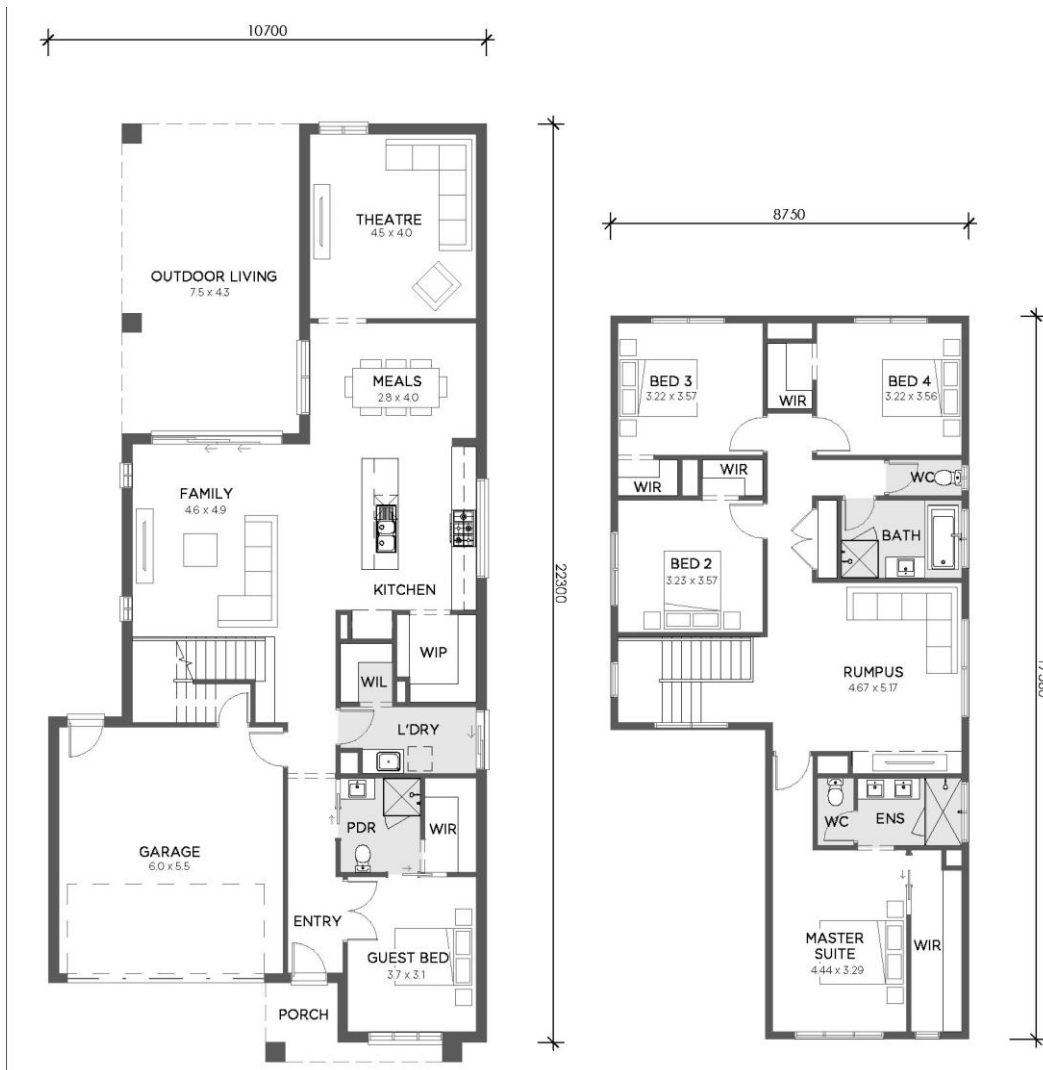 10700
THEATRE
4.5 x 4.0
OUTDOOR LIVING
7.5 x 4.3
MEALS
2.8 x 4.0
FAMILY
4.6 x 4.9
KITCHEN
WIP
WIL
L'DRY
PDR
WIR
GARAGE
6.0 x 5.5
ENTRY
GUEST BED
3.7 x 3.1
PORCH
22300
8750
BED 3
3.22 x 3.57
WIR
BED 4
3.22 x 3.56
WIR
WIR
WC
BATH
BED 2
3.23 x 3.57
RUMPUS
4.67 x 5.17
WC
ENS
MASTER
SUITE
4.44 x 3.29
WIR